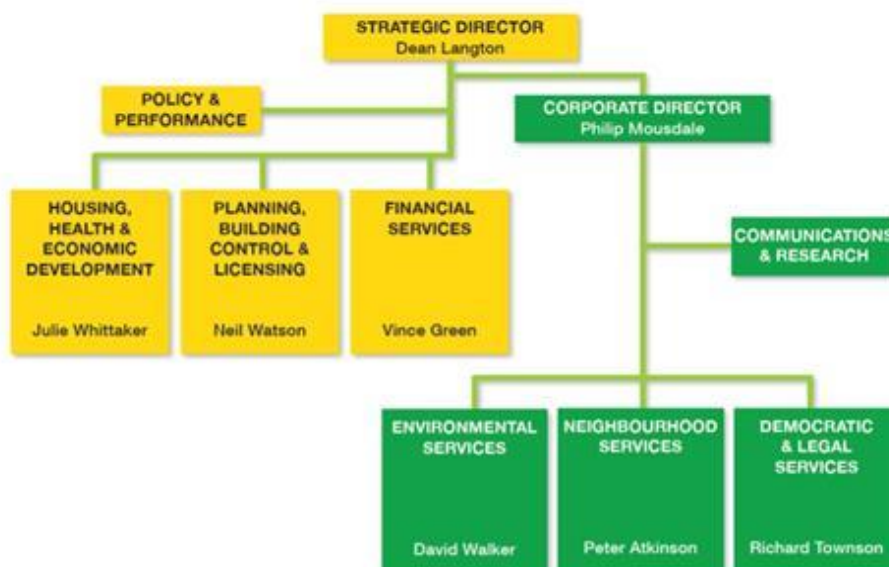 STRATEGIC DIRECTOR
Dean Langton
POLICY &
PERFORMANCE
CORPORATE DIRECTOR
Philip Mousdale
HOUSING,
HEALTH &
ECONOMIC
DEVELOPMENT
Julie Whittaker
PLANNING,
BUILDING
CONTROL &
LICENSING
Neil Watson
FINANCIAL
SERVICES
Vince Green
COMMUNICATIONS
& RESEARCH
ENVIRONMENTAL
SERVICES
David Walker
NEIGHBOURHOOD
SERVICES
Peter Atkinson
DEMOCRATIC
& LEGAL
SERVICES
Richard Townson